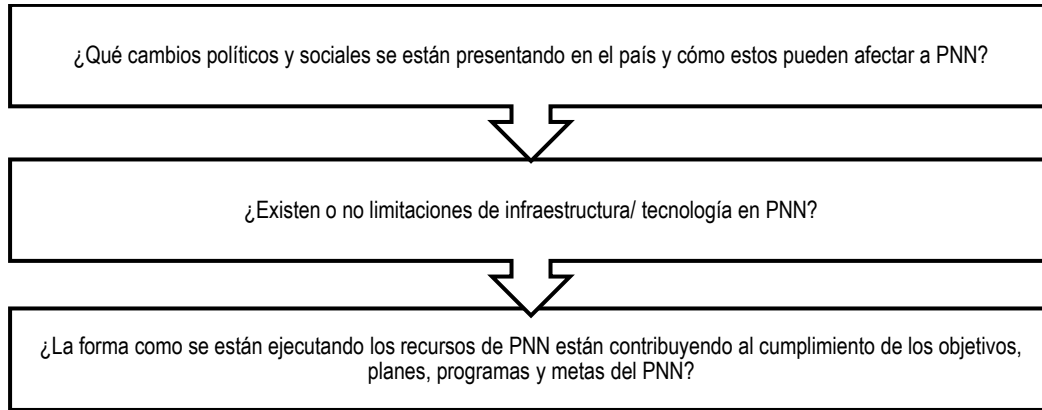 ¿Qué cambios políticos y sociales se están presentando en el país y cómo estos pueden afectar a PNN?
¿Existen o no limitaciones de infraestructura/ tecnología en PNN?
¿La forma como se están ejecutando los recursos de PNN están contribuyendo al cumplimiento de los objetivos,
planes, programas y metas del PNN?